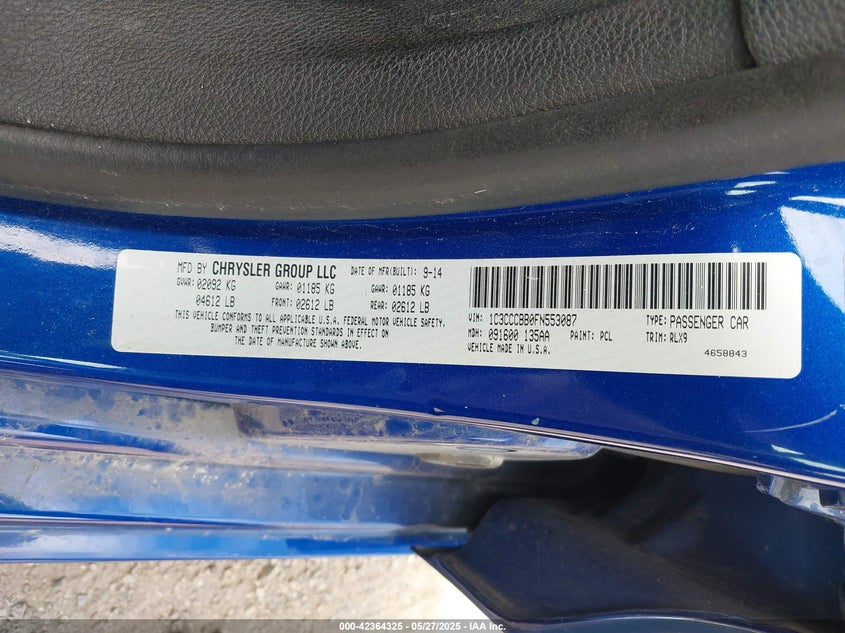 MFD BY CHRYSLER GROUP LLC DATE OF MFR(BUILT): 9-14
GVWR: 02092 KG GAWR: 01185 KG GAWR: 01185 KG
04612 LB FRONT: 02612 LB REAR: 02612 LB
THIS VEHICLE CONFORMS TO ALL APPLICABLE U.S.A. FEDERAL MOTOR VEHICLE SAFETY,
BUMPER AND THEFT PREVENTION STANDARDS IN EFFECT ON
THE DATE OF MANUFACTURE SHOWN ABOVE.
VIN: 1C3CCCBB0FN553087 TYPE: PASSENGER CAR
MDH: 091600 135AA PAINT: PCL TRIM: RLX9
VEHICLE MADE IN U.S.A. 4658843
000-42364325 - 05/27/2025 - IAA Inc.